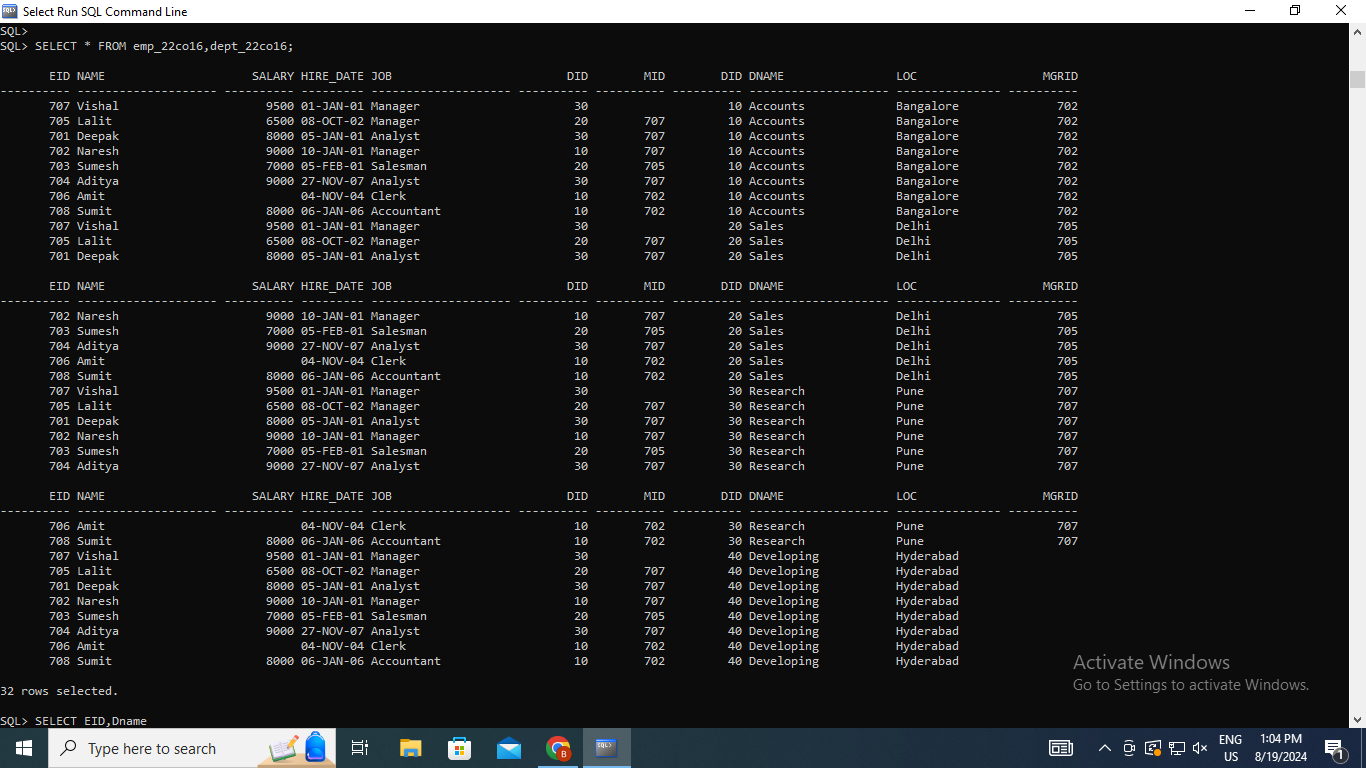 Select Run SQL Command Line
SQL>
SQL> SELECT * FROM emp_22co16,dept_22co16;
EID NAME SALARY HIRE_DATE JOB DID MID DID DNAME LOC MGRID
---------- -------------------- ---------- --------- -------------------- ---------- ---------- ---------- -------------------- --------------- ----------
707 Vishal 9500 01-JAN-01 Manager 30 10 Accounts Bangalore 702
705 Lalit 6500 08-OCT-02 Manager 20 707 10 Accounts Bangalore 702
701 Deepak 8000 05-JAN-01 Analyst 30 707 10 Accounts Bangalore 702
702 Naresh 9000 10-JAN-01 Manager 10 707 10 Accounts Bangalore 702
703 Sumesh 7000 05-FEB-01 Salesman 20 705 10 Accounts Bangalore 702
704 Aditya 9000 27-NOV-07 Analyst 30 707 10 Accounts Bangalore 702
706 Amit 04-NOV-04 Clerk 10 702 10 Accounts Bangalore 702
708 Sumit 8000 06-JAN-06 Accountant 10 702 10 Accounts Bangalore 702
707 Vishal 9500 01-JAN-01 Manager 30 20 Sales Delhi 705
705 Lalit 6500 08-OCT-02 Manager 20 707 20 Sales Delhi 705
701 Deepak 8000 05-JAN-01 Analyst 30 707 20 Sales Delhi 705
EID NAME SALARY HIRE_DATE JOB DID MID DID DNAME LOC MGRID
---------- -------------------- ---------- --------- -------------------- ---------- ---------- ---------- -------------------- --------------- ----------
702 Naresh 9000 10-JAN-01 Manager 10 707 20 Sales Delhi 705
703 Sumesh 7000 05-FEB-01 Salesman 20 705 20 Sales Delhi 705
704 Aditya 9000 27-NOV-07 Analyst 30 707 20 Sales Delhi 705
706 Amit 04-NOV-04 Clerk 10 702 20 Sales Delhi 705
708 Sumit 8000 06-JAN-06 Accountant 10 702 20 Sales Delhi 705
707 Vishal 9500 01-JAN-01 Manager 30 30 Research Pune 707
705 Lalit 6500 08-OCT-02 Manager 20 707 30 Research Pune 707
701 Deepak 8000 05-JAN-01 Analyst 30 707 30 Research Pune 707
702 Naresh 9000 10-JAN-01 Manager 10 707 30 Research Pune 707
703 Sumesh 7000 05-FEB-01 Salesman 20 705 30 Research Pune 707
704 Aditya 9000 27-NOV-07 Analyst 30 707 30 Research Pune 707
EID NAME SALARY HIRE_DATE JOB DID MID DID DNAME LOC MGRID
---------- -------------------- ---------- --------- -------------------- ---------- ---------- ---------- -------------------- --------------- ----------
706 Amit 04-NOV-04 Clerk 10 702 30 Research Pune 707
708 Sumit 8000 06-JAN-06 Accountant 10 702 30 Research Pune 707
707 Vishal 9500 01-JAN-01 Manager 30 40 Developing Hyderabad
705 Lalit 6500 08-OCT-02 Manager 20 707 40 Developing Hyderabad
701 Deepak 8000 05-JAN-01 Analyst 30 707 40 Developing Hyderabad
702 Naresh 9000 10-JAN-01 Manager 10 707 40 Developing Hyderabad
703 Sumesh 7000 05-FEB-01 Salesman 20 705 40 Developing Hyderabad
704 Aditya 9000 27-NOV-07 Analyst 30 707 40 Developing Hyderabad
706 Amit 04-NOV-04 Clerk 10 702 40 Developing Hyderabad
708 Sumit 8000 06-JAN-06 Accountant 10 702 40 Developing Hyderabad
Activate Windows
Go to Settings to activate Windows.
32 rows selected.
SQL> SELECT EID,Dname
Type here to search
ENG
US
1:04 PM
8/19/2024
1
B